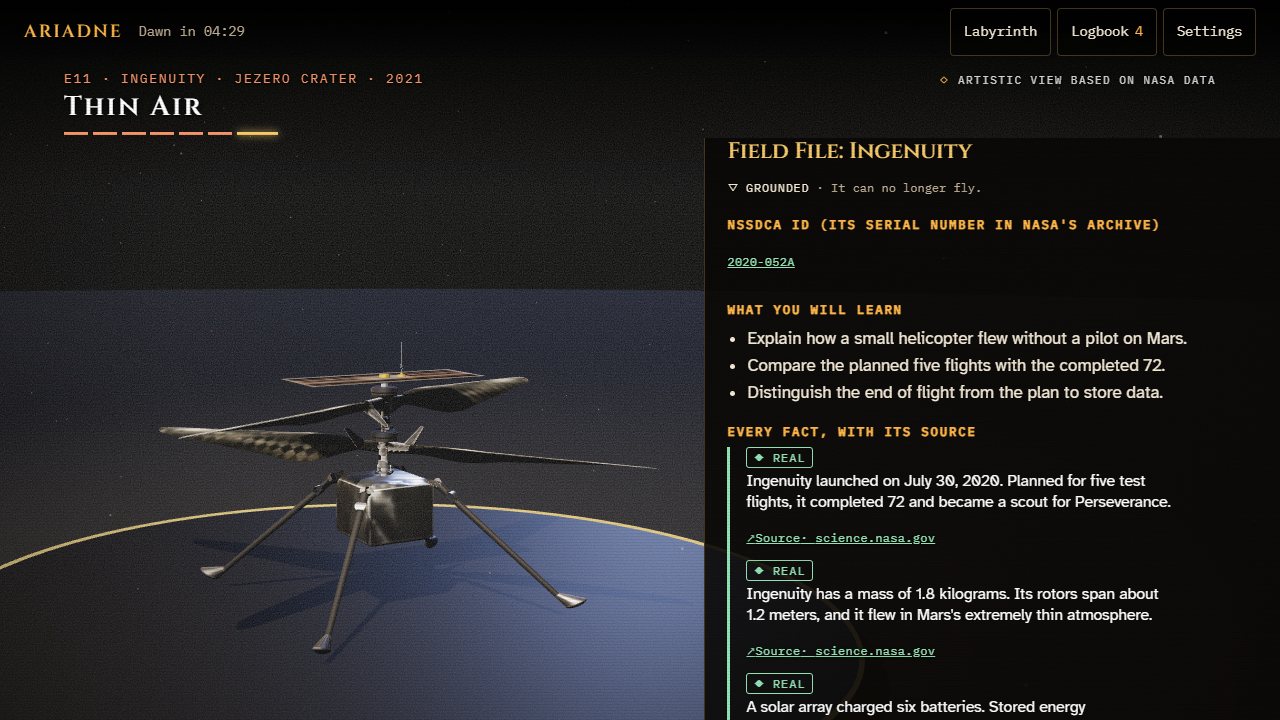 ARIADNE
Dawn in 04:29
Labyrinth
Logbook 4
Settings
E11 · INGENUITY · JEZERO CRATER · 2021
Thin Air
◇ ARTISTIC VIEW BASED ON NASA DATA
Field File: Ingenuity
▽ GROUNDED · It can no longer fly.
NSSDCA ID (ITS SERIAL NUMBER IN NASA'S ARCHIVE)
2020-052A
WHAT YOU WILL LEARN
• Explain how a small helicopter flew without a pilot on Mars.
• Compare the planned five flights with the completed 72.
• Distinguish the end of flight from the plan to store data.
EVERY FACT, WITH ITS SOURCE
◆ REAL
Ingenuity launched on July 30, 2020. Planned for five test
flights, it completed 72 and became a scout for Perseverance.
↗Source· science.nasa.gov
◆ REAL
Ingenuity has a mass of 1.8 kilograms. Its rotors span about
1.2 meters, and it flew in Mars's extremely thin atmosphere.
↗Source· science.nasa.gov
◆ REAL
A solar array charged six batteries. Stored energy